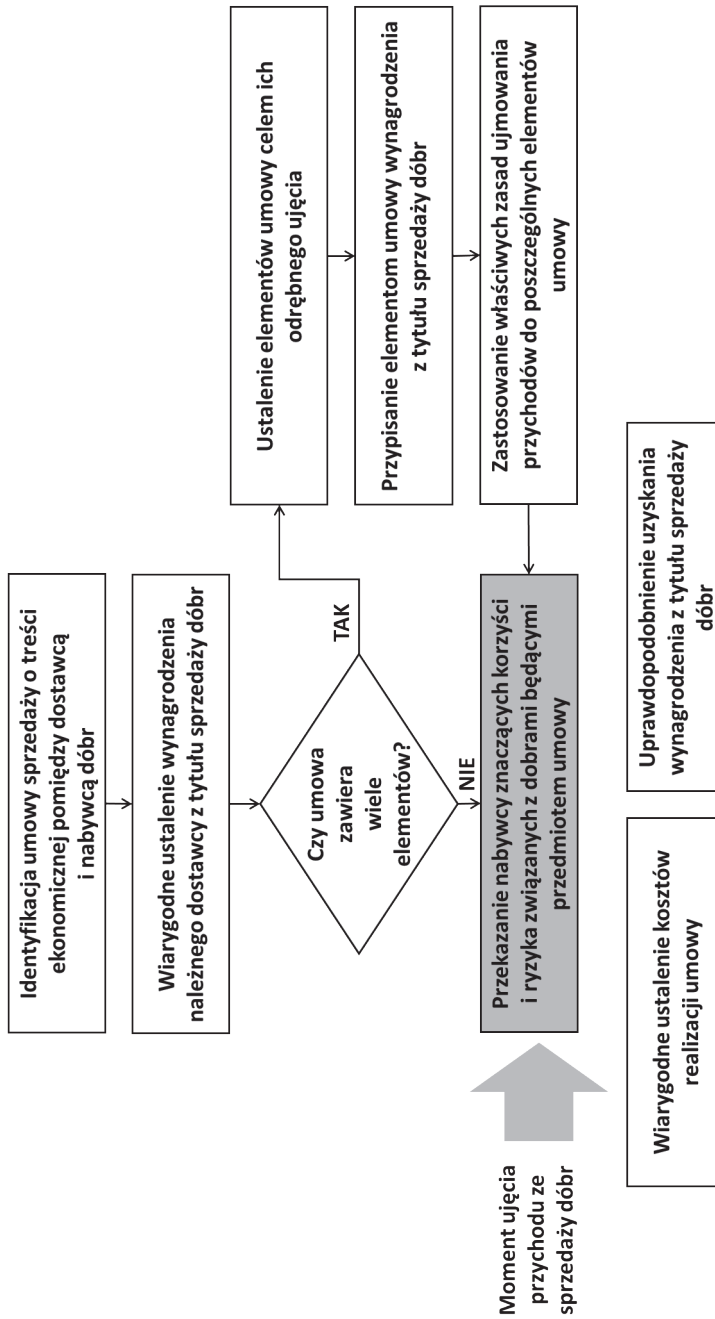 Identyfikacja umowy sprzedaży o treści
ekonomicznej pomiędzy dostawcą
i nabywcą dóbr
Wiarygodne ustalenie wynagrodzenia
należnego dostawcy z tytułu sprzedaży dóbr
Czy umowa
zawiera
wiele
elementów?
TAK
NIE
Ustalenie elementów umowy celem ich
odrębnego ujęcia
Przypisanie elementom umowy wynagrodzenia
z tytułu sprzedaży dóbr
Zastosowanie właściwych zasad ujmowania
przychodów do poszczególnych elementów
umowy
Moment ujęcia
przychodu ze
sprzedaży dóbr
Przekazanie nabywcy znaczących korzyści
i ryzyka związanych z dobrami będącymi
przedmiotem umowy
Wiarygodne ustalenie kosztów
realizacji umowy
Uprawdopodobnienie uzyskania
wynagrodzenia z tytułu sprzedaży
dóbr